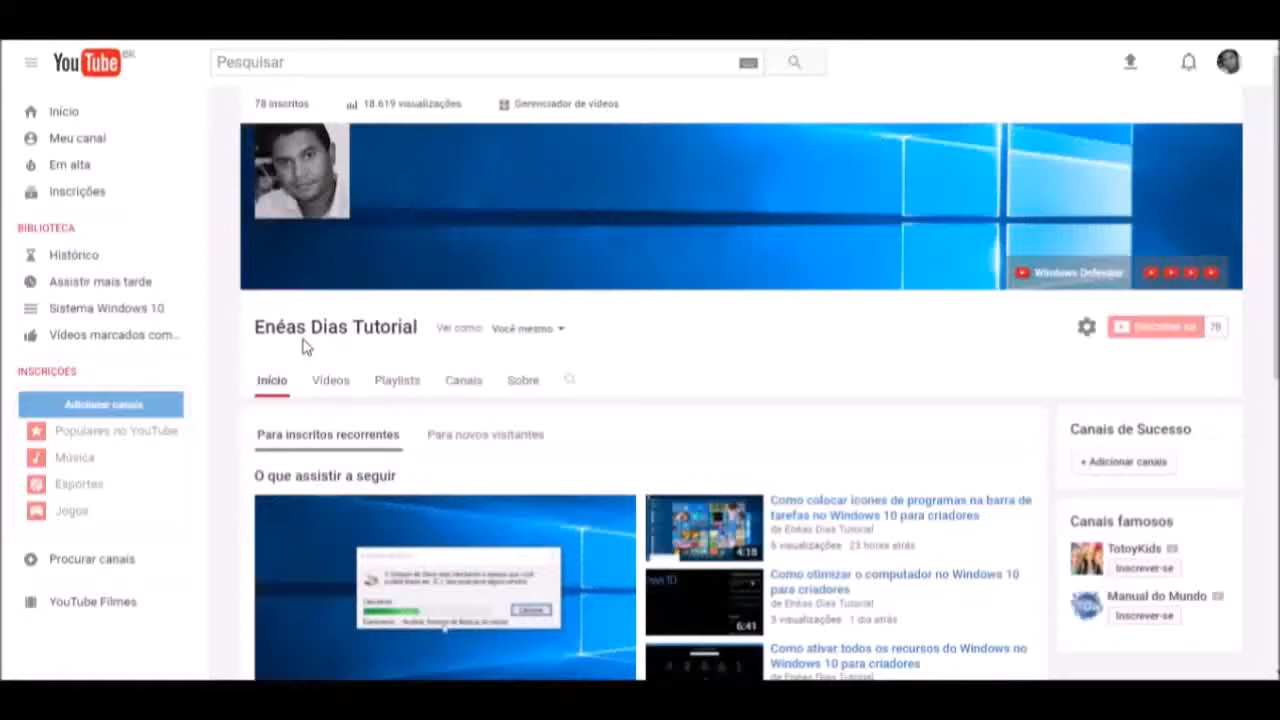 YouTube BR
Pesquisar
78 inscritos
18.619 visualizações
Gerenciador de vídeos
Início
Meu canal
Em alta
Inscrições
BIBLIOTECA
Histórico
Assistir mais tarde
Sistema Windows 10
Vídeos marcados com...
INSCRIÇÕES
Adicionar canais
Populares no YouTube
Música
Esportes
Jogos
Procurar canais
YouTube Filmes
Windows Defender
Enéas Dias Tutorial
Ver como: Você mesmo
Inscrever-se 78
Início Vídeos Playlists Canais Sobre
Para inscritos recorrentes Para novos visitantes
O que assistir a seguir
Cancelar
4:18
Como colocar ícones de programas na barra de
tarefas no Windows 10 para criadores
de Enéas Dias Tutorial
6 visualizações 23 horas atrás
6:41
Como otimizar o computador no Windows 10
para criadores
de Enéas Dias Tutorial
3 visualizações 1 dia atrás
Como ativar todos os recursos do Windows no
Windows 10 para criadores
de Enéas Dias Tutorial
Canais de Sucesso
+ Adicionar canais
Canais famosos
TotoyKids
Inscrever-se
Manual do Mundo
Inscrever-se